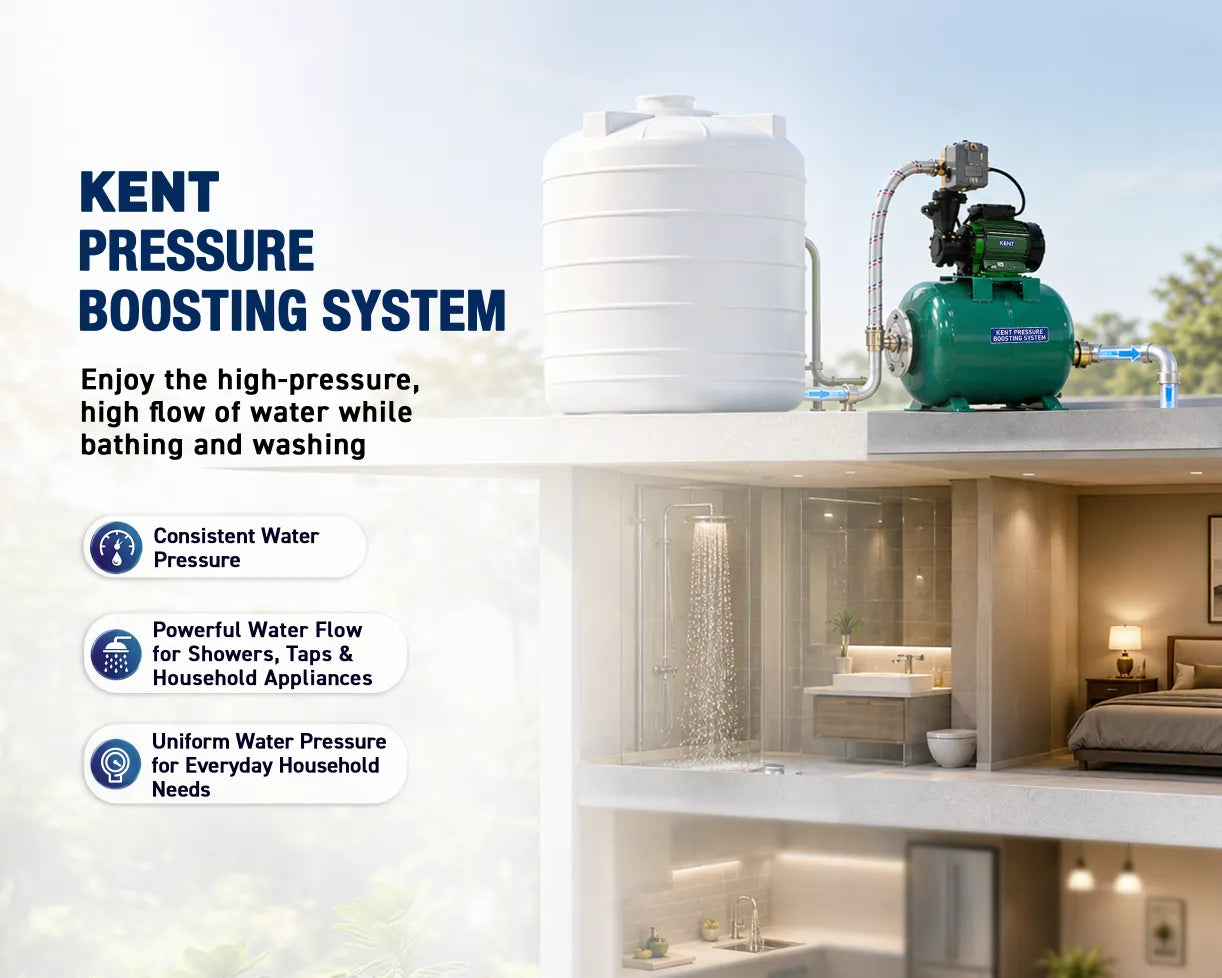 KENT
PRESSURE
BOOSTING SYSTEM
Enjoy the high-pressure,
high flow of water while
bathing and washing
Consistent Water
Pressure
Powerful Water Flow
for Showers, Taps &
Household Appliances
Uniform Water Pressure
for Everyday Household
Needs
KENT
KENT PRESSURE
BOOSTING SYSTEM